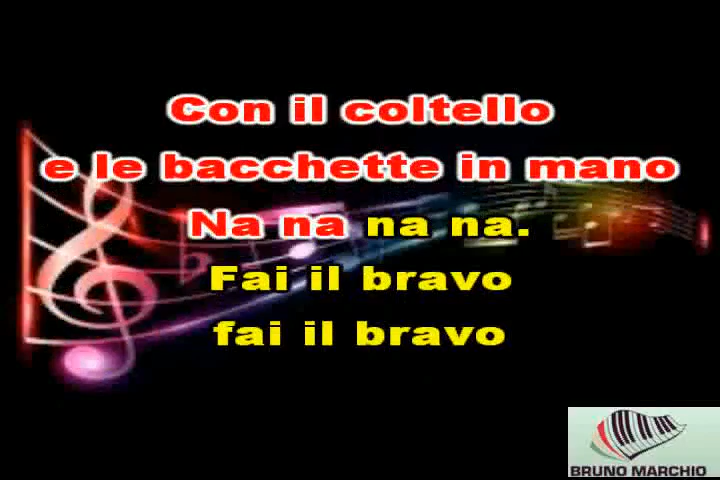 Con il coltello
e le bacchette in mano
Na na na na.
Fai il bravo
fai il bravo
BRUNO MARCHIO